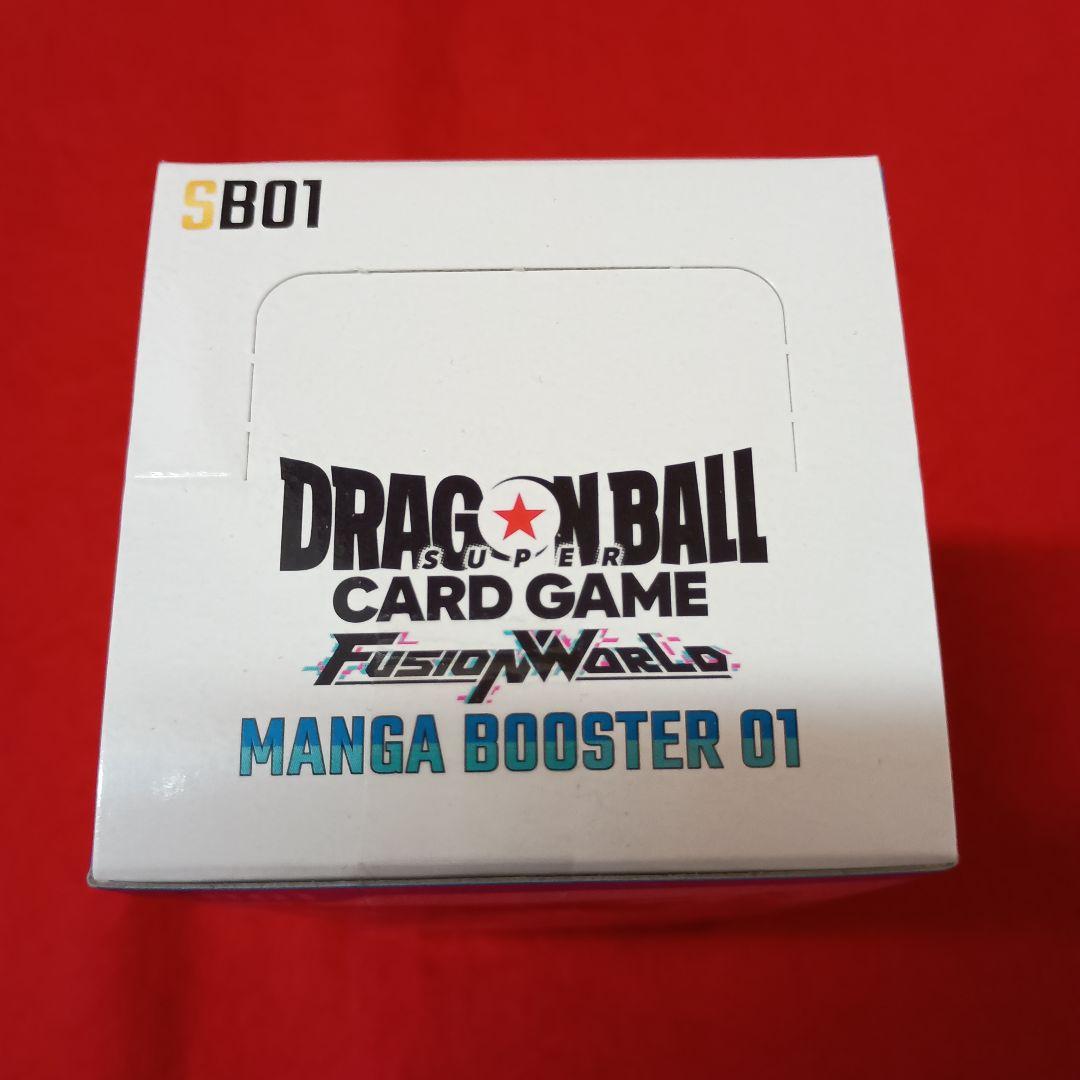 SB01
DRAGON BALL
SUPER
CARD GAME
FUSION WORLD
MANGA BOOSTER 01